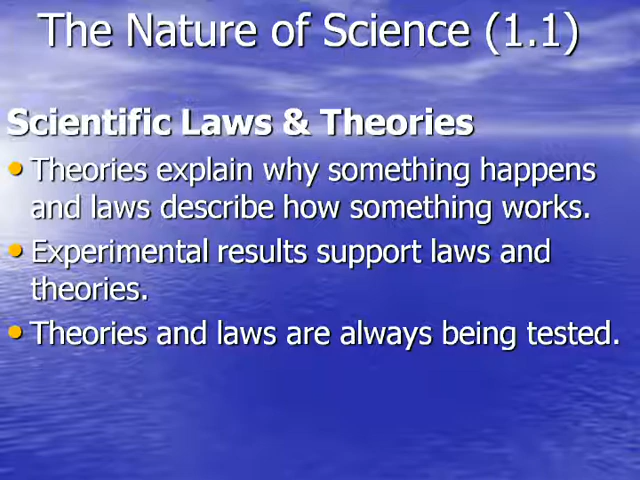 The Nature of Science (1.1)
Scientific Laws & Theories
• Theories explain why something happens
and laws describe how something works.
• Experimental results support laws and
theories.
• Theories and laws are always being tested.